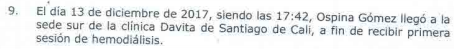 9. El día 13 de diciembre de 2017, siendo las 17:42, Ospina Gómez llegó a la
sede sur de la clínica Davita de Santiago de Cali, a fin de recibir primera
sesión de hemodiálisis.